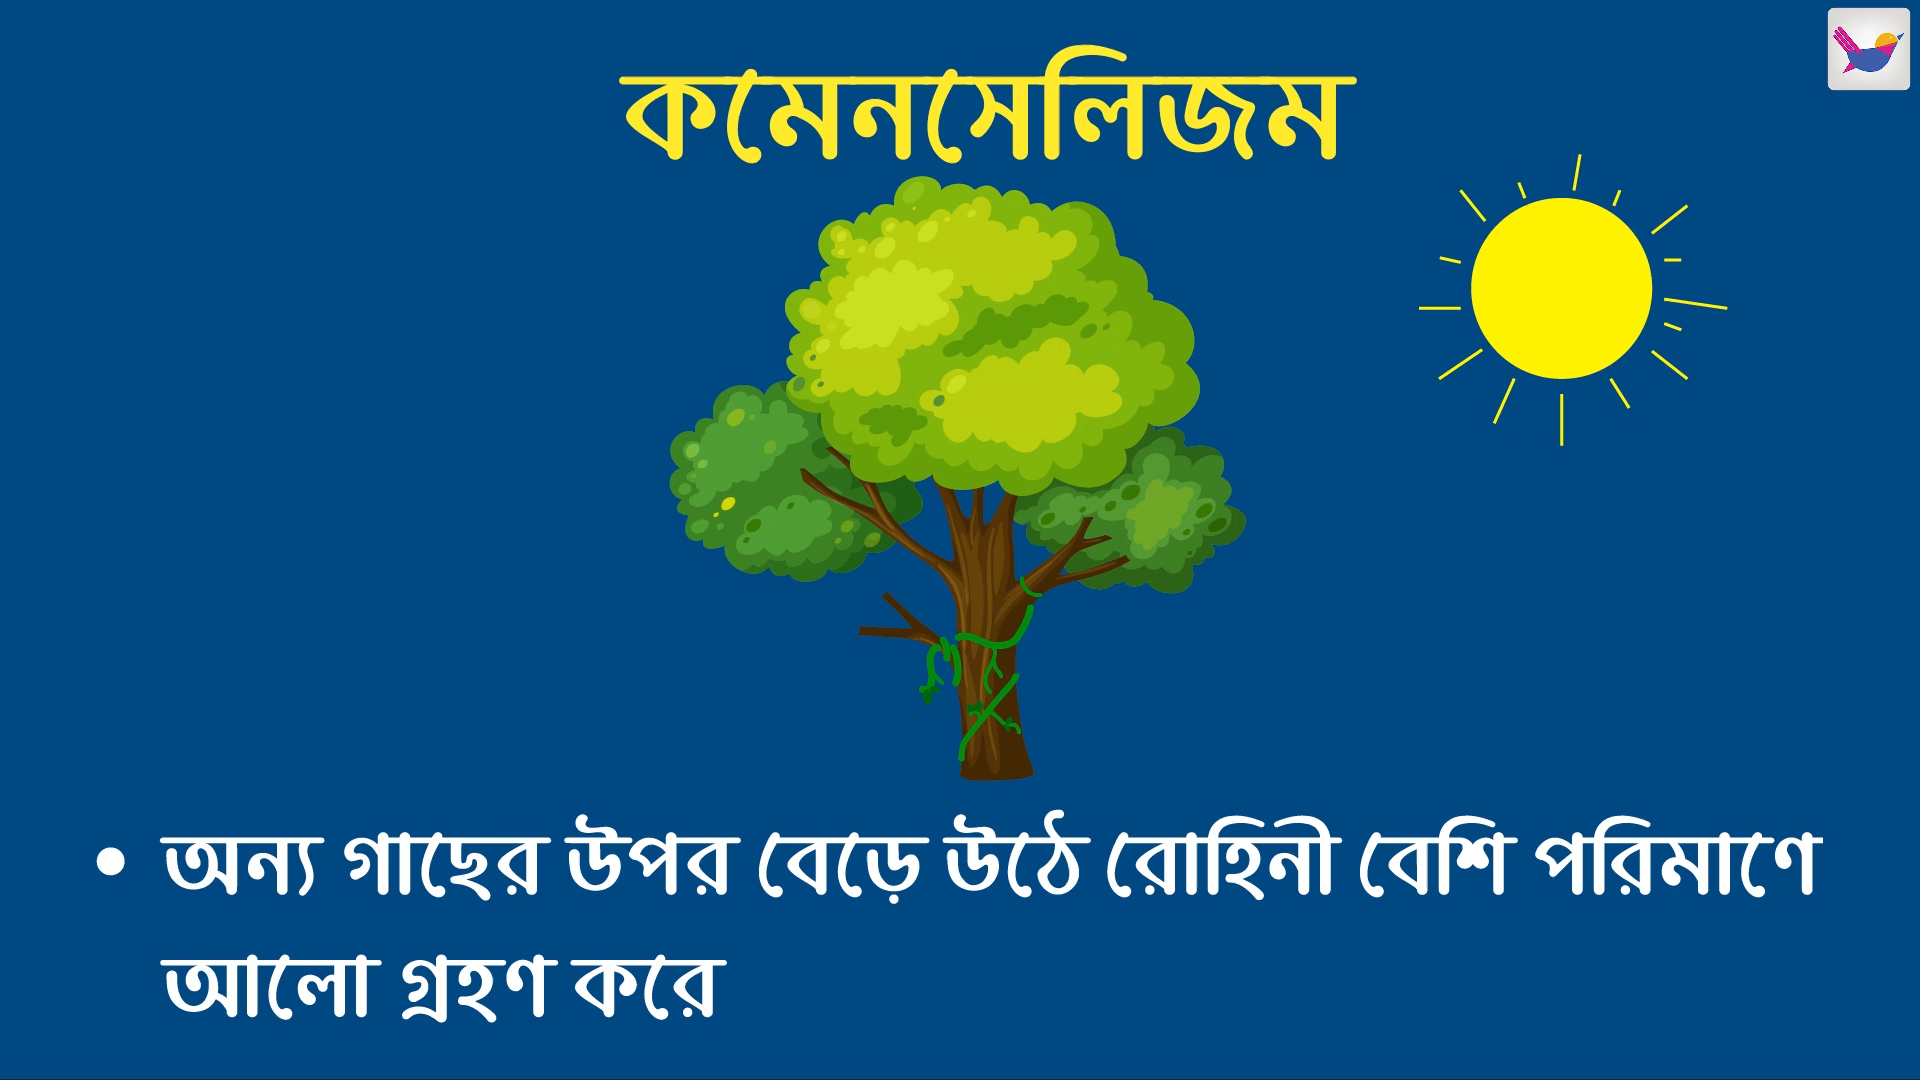 কমেনসেলিজম
• অন্য গাছের উপর বেড়ে উঠে রোহিনী বেশি পরিমাণে
আলো গ্রহণ করে